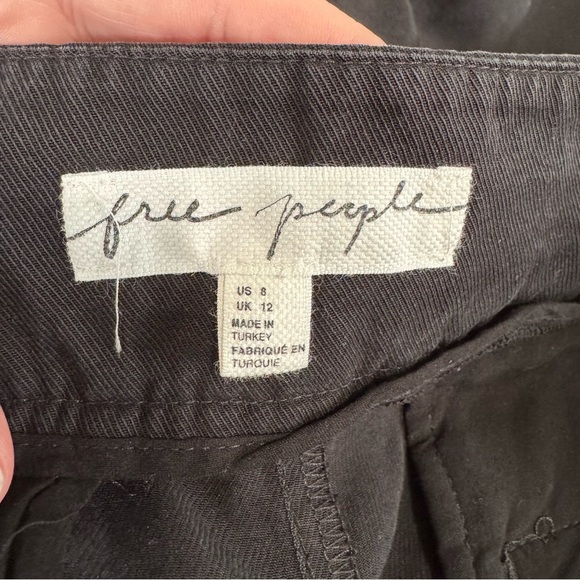 free people
US 8
UK 12
MADE IN
TURKEY
FABRIQUÉ EN
TURQUIE